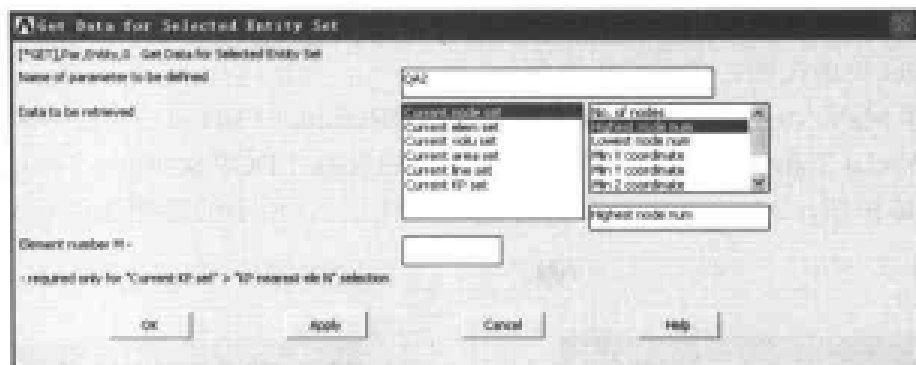 Get Data for Selected Entity Set
[*GET],Par,Entity,0 Get Data for Selected Entity Set
Name of parameter to be defined
QA2
Data to be retrieved
Current node set
Current elem set
Current volu set
Current area set
Current line set
Current KP set
No. of nodes
Highest node num
Lowest node num
Min X coordinate
Min Y coordinate
Min Z coordinate
Highest node num
Element number N -
- required only for "Current KP set" > "KP nearest ele N" selection
OK
Apply
Cancel
Help